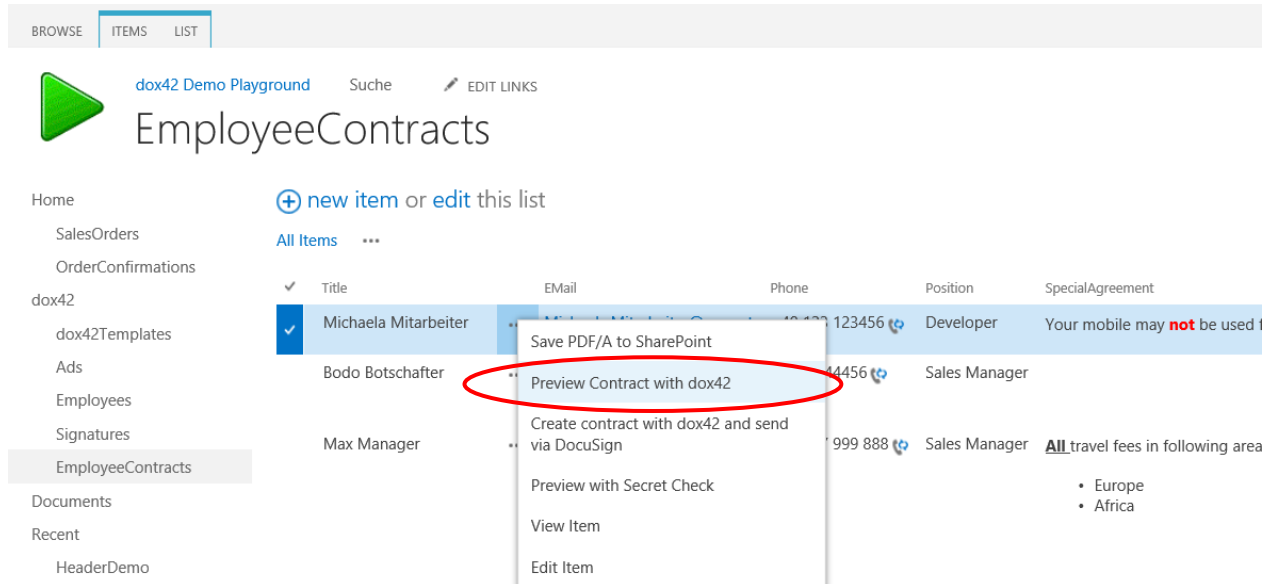 BROWSE ITEMS LIST
dox42 Demo Playground Suche EDIT LINKS
EmployeeContracts
Home
SalesOrders
OrderConfirmations
dox42
dox42Templates
Ads
Employees
Signatures
EmployeeContracts
Documents
Recent
HeaderDemo
new item or edit this list
All Items ...
Title EMail Phone Position SpecialAgreement
Michaela Mitarbeiter 123456 Developer Your mobile may not be used f
Bodo Botschafter 44456 Sales Manager
Max Manager 999 888 Sales Manager All travel fees in following area
• Europe
• Africa
Save PDF/A to SharePoint
Preview Contract with dox42
Create contract with dox42 and send
via DocuSign
Preview with Secret Check
View Item
Edit Item